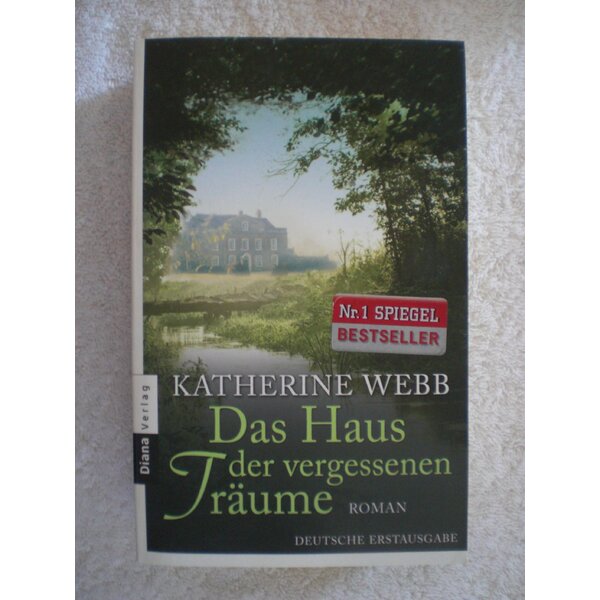 Nr. 1 SPIEGEL
BESTSELLER
KATHERINE WEBB
Das Haus
der vergessenen
Träume
ROMAN
DEUTSCHE ERSTAUSGABE
Diana Verlag